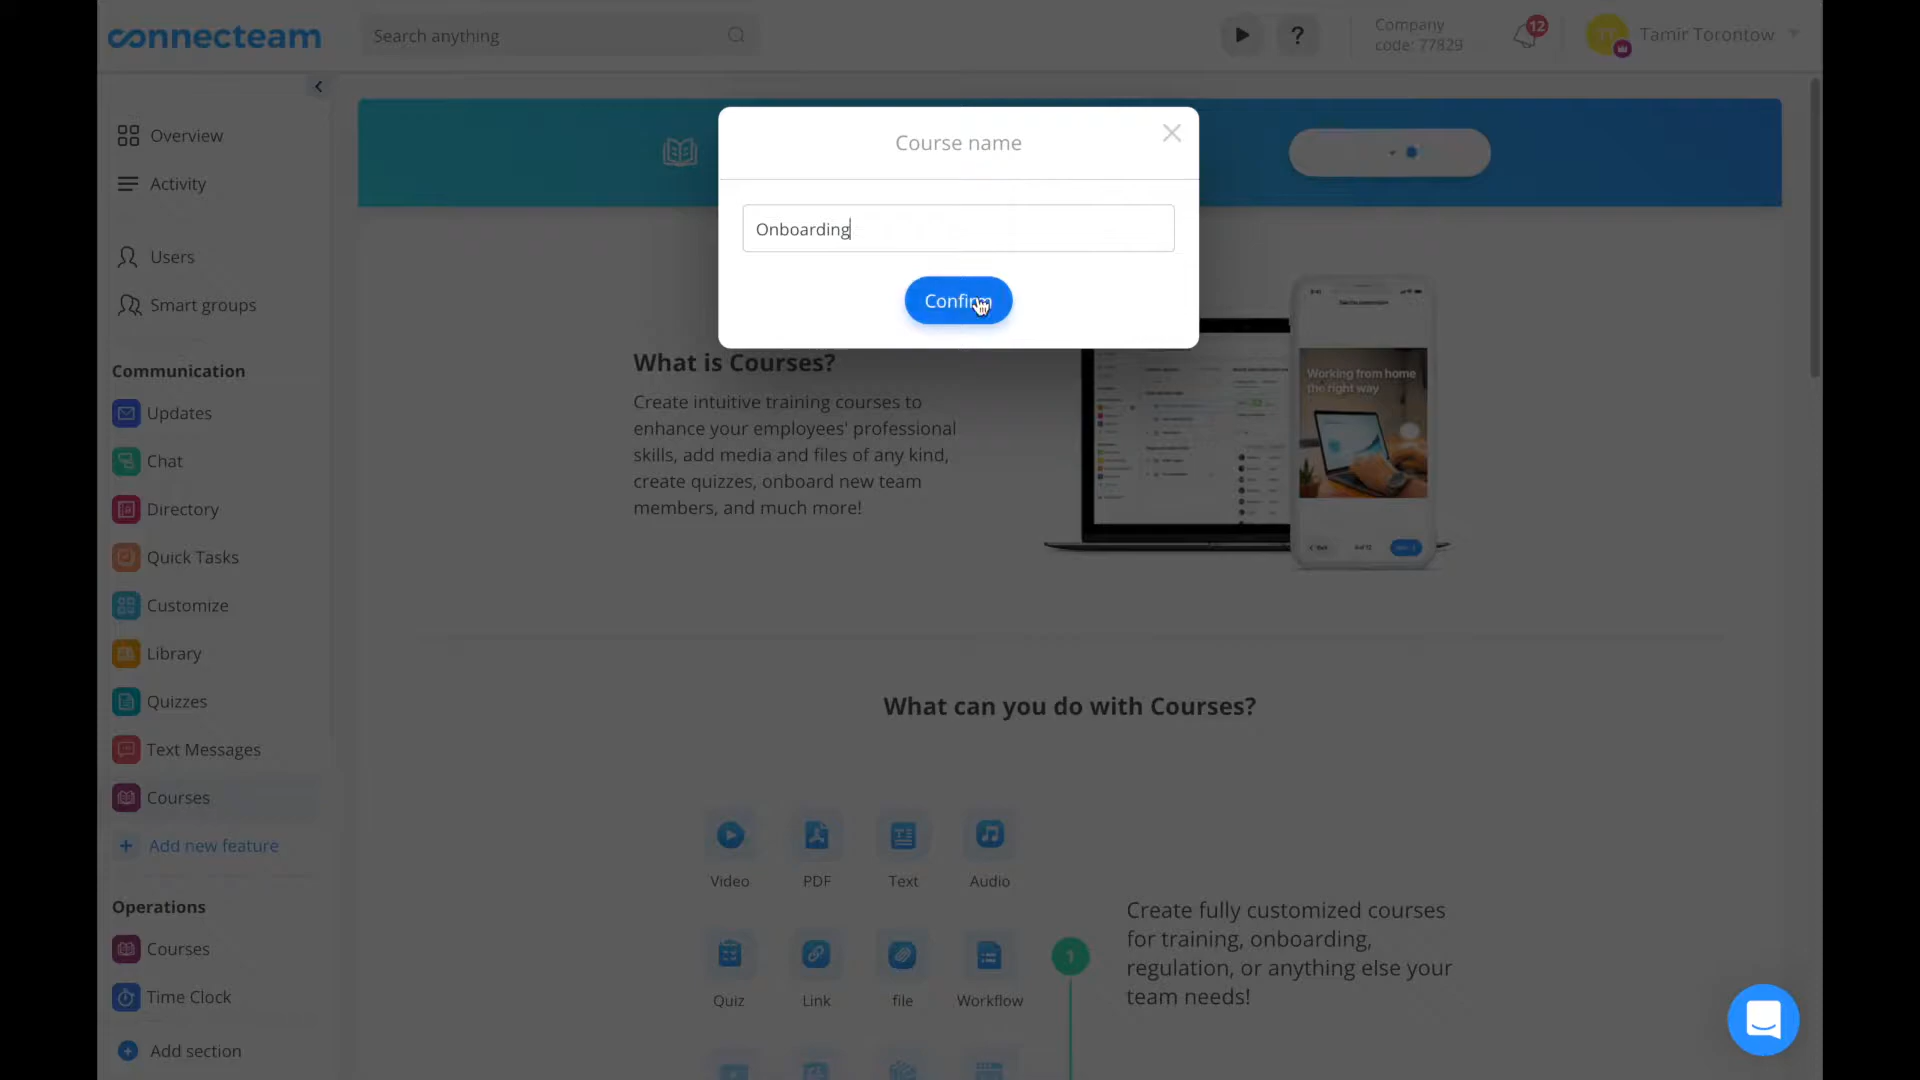 connecteam
Search anything
?
Company
code: 77829
12
TT
Tamir Torontow
Overview
Activity
Users
Smart groups
Communication
Updates
Chat
Directory
Quick Tasks
Customize
Library
Quizzes
Text Messages
Courses
Add new feature
Operations
Courses
Time Clock
Add section
Course name
Onboarding
Confirm
What is Courses?
Create intuitive training courses to
enhance your employees' professional
skills, add media and files of any kind,
create quizzes, onboard new team
members, and much more!
Working from home
the right way
Back
What can you do with Courses?
Video
PDF
Text
Audio
Quiz
Link
file
Workflow
1
Create fully customized courses
for training, onboarding,
regulation, or anything else your
team needs!